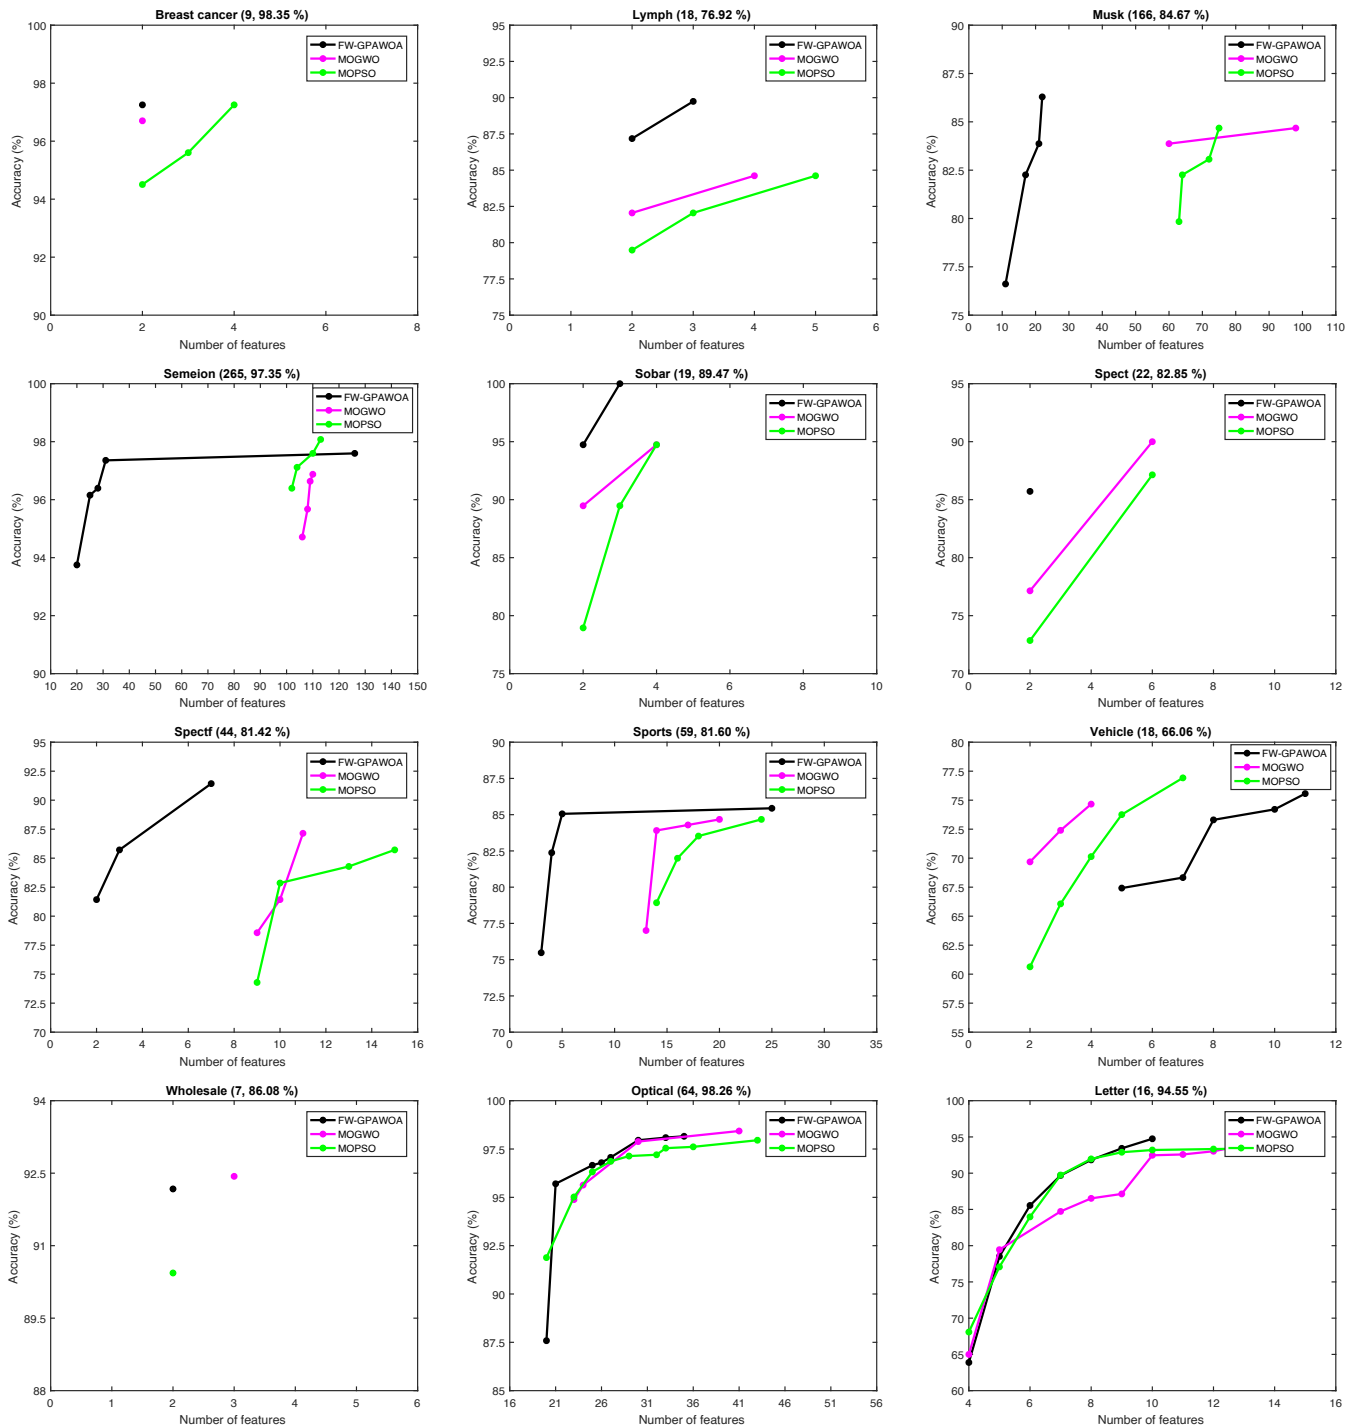 Breast cancer (9, 98.35 %)
100
98
96
94
92
90
0
2
4
6
8
Accuracy (%)
Number of features
FW-GPAWOA
MOGWO
MOPSO
Lymph (18, 76.92 %)
95
92.5
90
87.5
85
82.5
80
77.5
75
0
1
2
3
4
5
6
Accuracy (%)
Number of features
FW-GPAWOA
MOGWO
MOPSO
Musk (166, 84.67 %)
90
87.5
85
82.5
80
77.5
75
0
10
20
30
40
50
60
70
80
90
100
110
Accuracy (%)
Number of features
FW-GPAWOA
MOGWO
MOPSO
Semeion (265, 97.35 %)
100
98
96
94
92
90
10
20
30
40
50
60
70
80
90
100
110
120
130
140
150
Accuracy (%)
Number of features
FW-GPAWOA
MOGWO
MOPSO
Sobar (19, 89.47 %)
100
95
90
85
80
75
0
2
4
6
8
10
Accuracy (%)
Number of features
FW-GPAWOA
MOGWO
MOPSO
Spect (22, 82.85 %)
95
90
85
80
75
70
0
2
4
6
8
10
12
Accuracy (%)
Number of features
FW-GPAWOA
MOGWO
MOPSO
Spectf (44, 81.42 %)
95
92.5
90
87.5
85
82.5
80
77.5
75
72.5
70
0
2
4
6
8
10
12
14
16
Accuracy (%)
Number of features
FW-GPAWOA
MOGWO
MOPSO
Sports (59, 81.60 %)
90
87.5
85
82.5
80
77.5
75
72.5
70
0
5
10
15
20
25
30
35
Accuracy (%)
Number of features
FW-GPAWOA
MOGWO
MOPSO
Vehicle (18, 66.06 %)
80
77.5
75
72.5
70
67.5
65
62.5
60
57.5
55
0
2
4
6
8
10
12
Accuracy (%)
Number of features
FW-GPAWOA
MOGWO
MOPSO
Wholesale (7, 86.08 %)
94
92.5
91
89.5
88
0
1
2
3
4
5
6
Accuracy (%)
Number of features
FW-GPAWOA
MOGWO
MOPSO
Optical (64, 98.26 %)
100
97.5
95
92.5
90
87.5
85
16
21
26
31
36
41
46
51
56
Accuracy (%)
Number of features
FW-GPAWOA
MOGWO
MOPSO
Letter (16, 94.55 %)
100
95
90
85
80
75
70
65
60
4
6
8
10
12
14
16
Accuracy (%)
Number of features
FW-GPAWOA
MOGWO
MOPSO